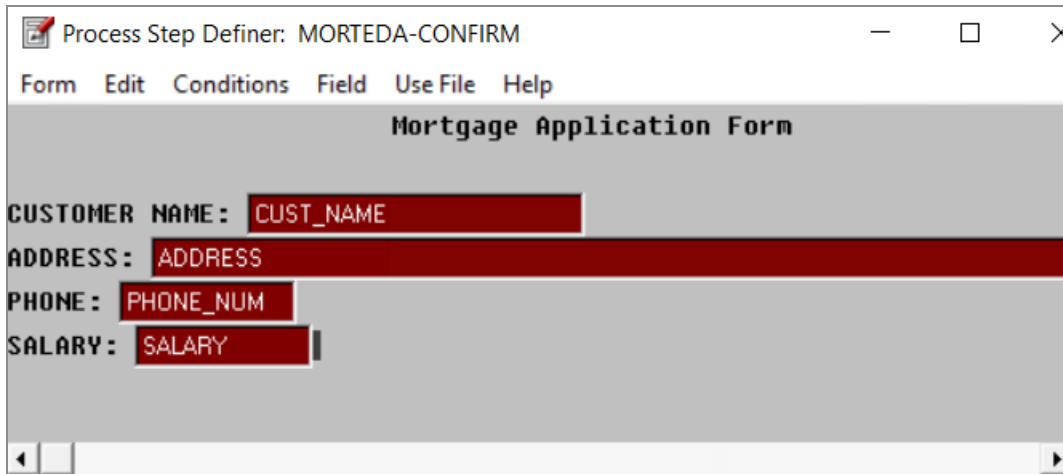 Process Step Definer: MORTEDA-CONFIRM
Form Edit Conditions Field Use File Help
Mortgage Application Form
CUSTOMER NAME: CUST_NAME
ADDRESS: ADDRESS
PHONE: PHONE_NUM
SALARY: SALARY